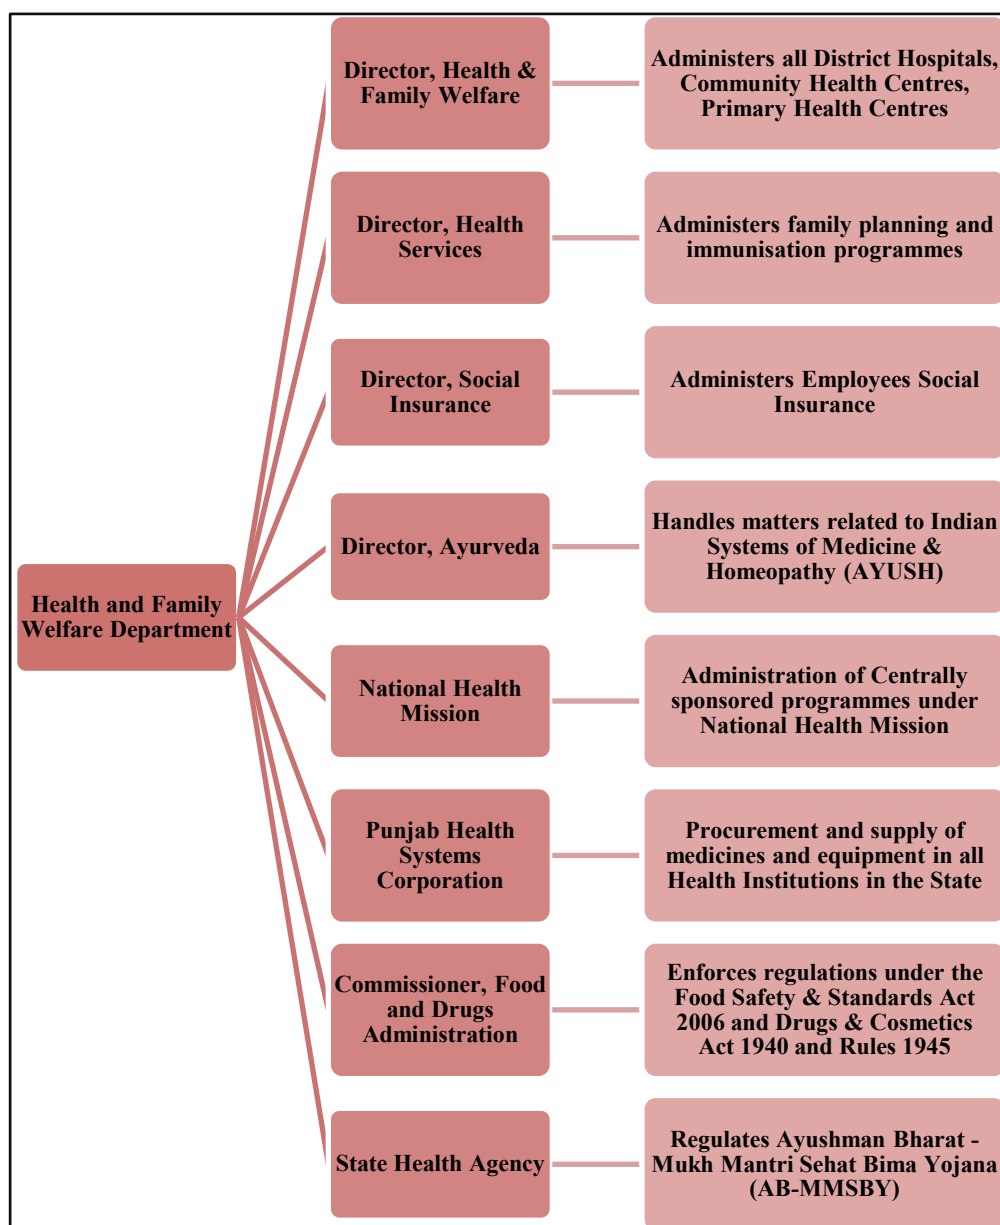 Director, Health &
Family Welfare
Administers all District Hospitals,
Community Health Centres,
Primary Health Centres
Director, Health
Services
Administers family planning and
immunisation programmes
Director, Social
Insurance
Administers Employees Social
Insurance
Director, Ayurveda
Handles matters related to Indian
Systems of Medicine &
Homeopathy (AYUSH)
Health and Family
Welfare Department
National Health
Mission
Administration of Centrally
sponsored programmes under
National Health Mission
Punjab Health
Systems
Corporation
Procurement and supply of
medicines and equipment in all
Health Institutions in the State
Commissioner, Food
and Drugs
Administration
Enforces regulations under the
Food Safety & Standards Act
2006 and Drugs & Cosmetics
Act 1940 and Rules 1945
State Health Agency
Regulates Ayushman Bharat -
Mukh Mantri Sehat Bima Yojana
(AB-MMSBY)